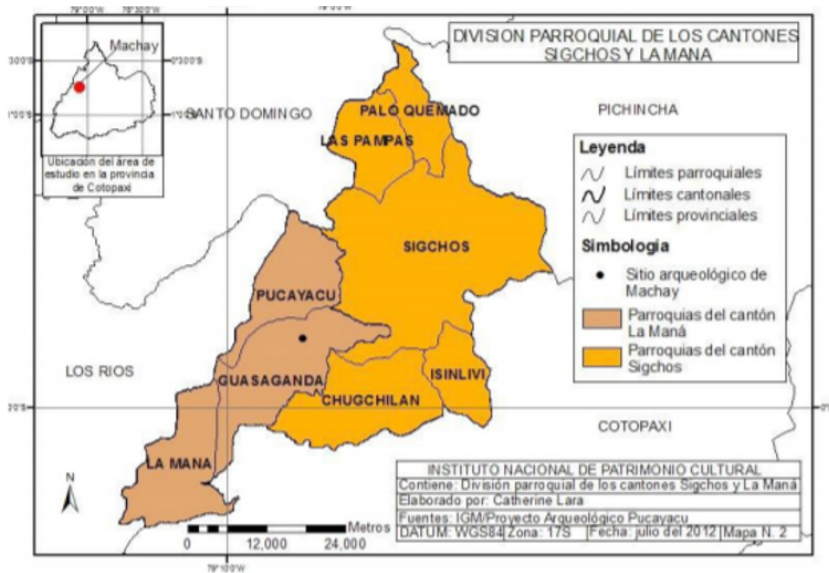 79°0'W
DIVISION PARROQUIAL DE LOS CANTONES
SIGCHOS Y LA MANA
Machay
Ubicación del área de
estudio en la provincia
de Cotopaxi
SANTO DOMINGO
PICHINCHA
PALO QUEMADO
LAS PAMPAS
SIGCHOS
PUCAYACU
LOS RIOS
GUASAGANDA
ISINLIVI
CHUGCHILAN
COTOPAXI
LA MANA
Leyenda
Límites parroquiales
Límites cantonales
Límites provinciales
Simbología
Sitio arqueológico de
Machay
Parroquias del cantón
La Maná
Parroquias del cantón
Sigchos
N
Metros
0 12,000 24,000
79°10'W
INSTITUTO NACIONAL DE PATRIMONIO CULTURAL
Contiene: División parroquial de los cantones Sigchos y La Maná
Elaborado por: Catherine Lara
Fuentes: IGM/Proyecto Arqueológico Pucayacu
DATUM: WGS84 Zona: 17S Fecha: julio del 2012 Mapa N. 2